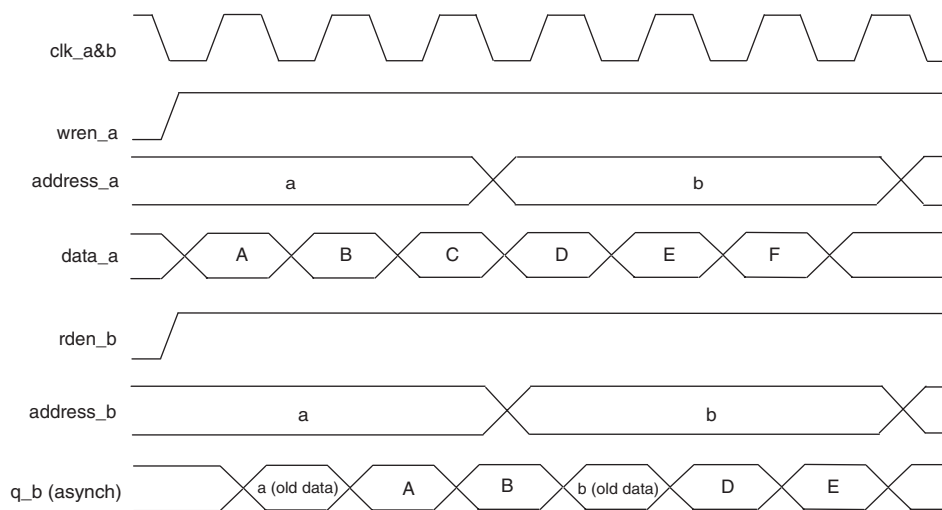 clk_a&b
wren_a
address_a a b
data_a A B C D E F
rden_b
address_b a b
q_b (asynch) a (old data) A B b (old data) D E